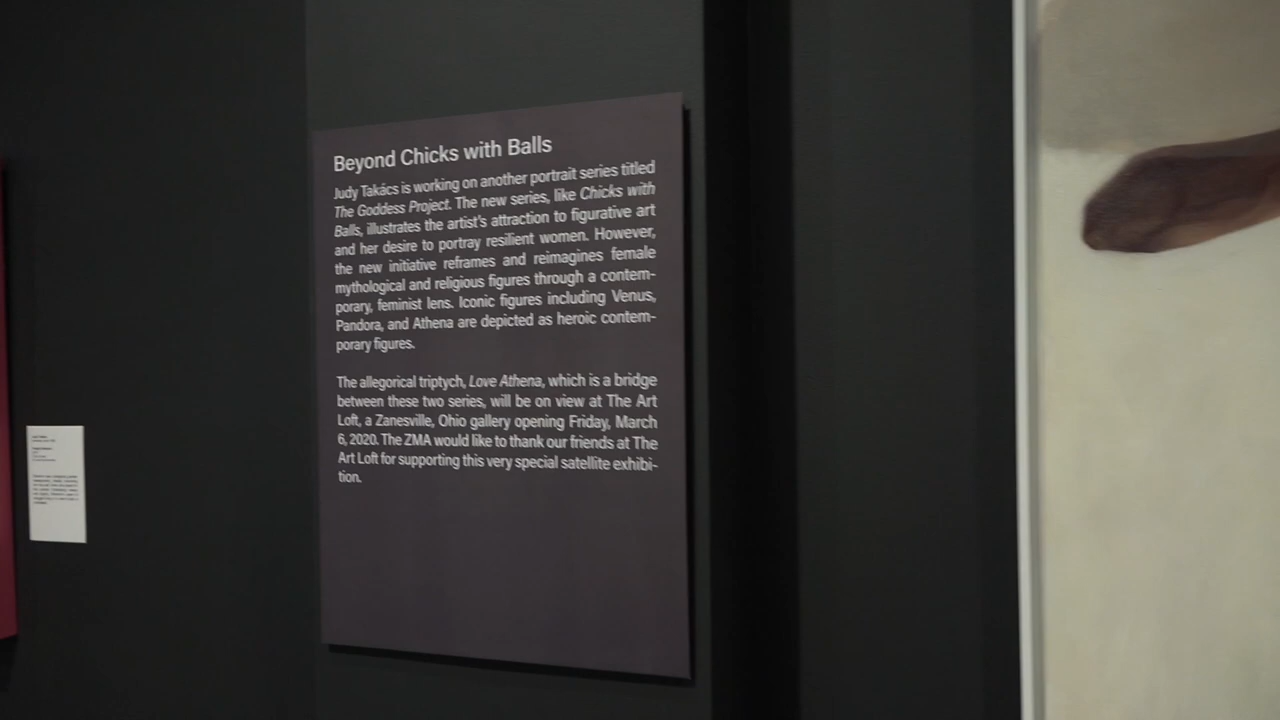 Beyond Chicks with Balls
Judy Takács is working on another portrait series titled
The Goddess Project. The new series, like Chicks with
Balls, illustrates the artist's attraction to figurative art
and her desire to portray resilient women. However,
the new initiative reframes and reimagines female
mythological and religious figures through a contem-
porary, feminist lens. Iconic figures including Venus,
Pandora, and Athena are depicted as heroic contem-
porary figures.
The allegorical triptych, Love Athena, which is a bridge
between these two series, will be on view at The Art
Loft, a Zanesville, Ohio gallery opening Friday, March
6, 2020. The ZMA would like to thank our friends at The
Art Loft for supporting this very special satellite exhibi-
tion.